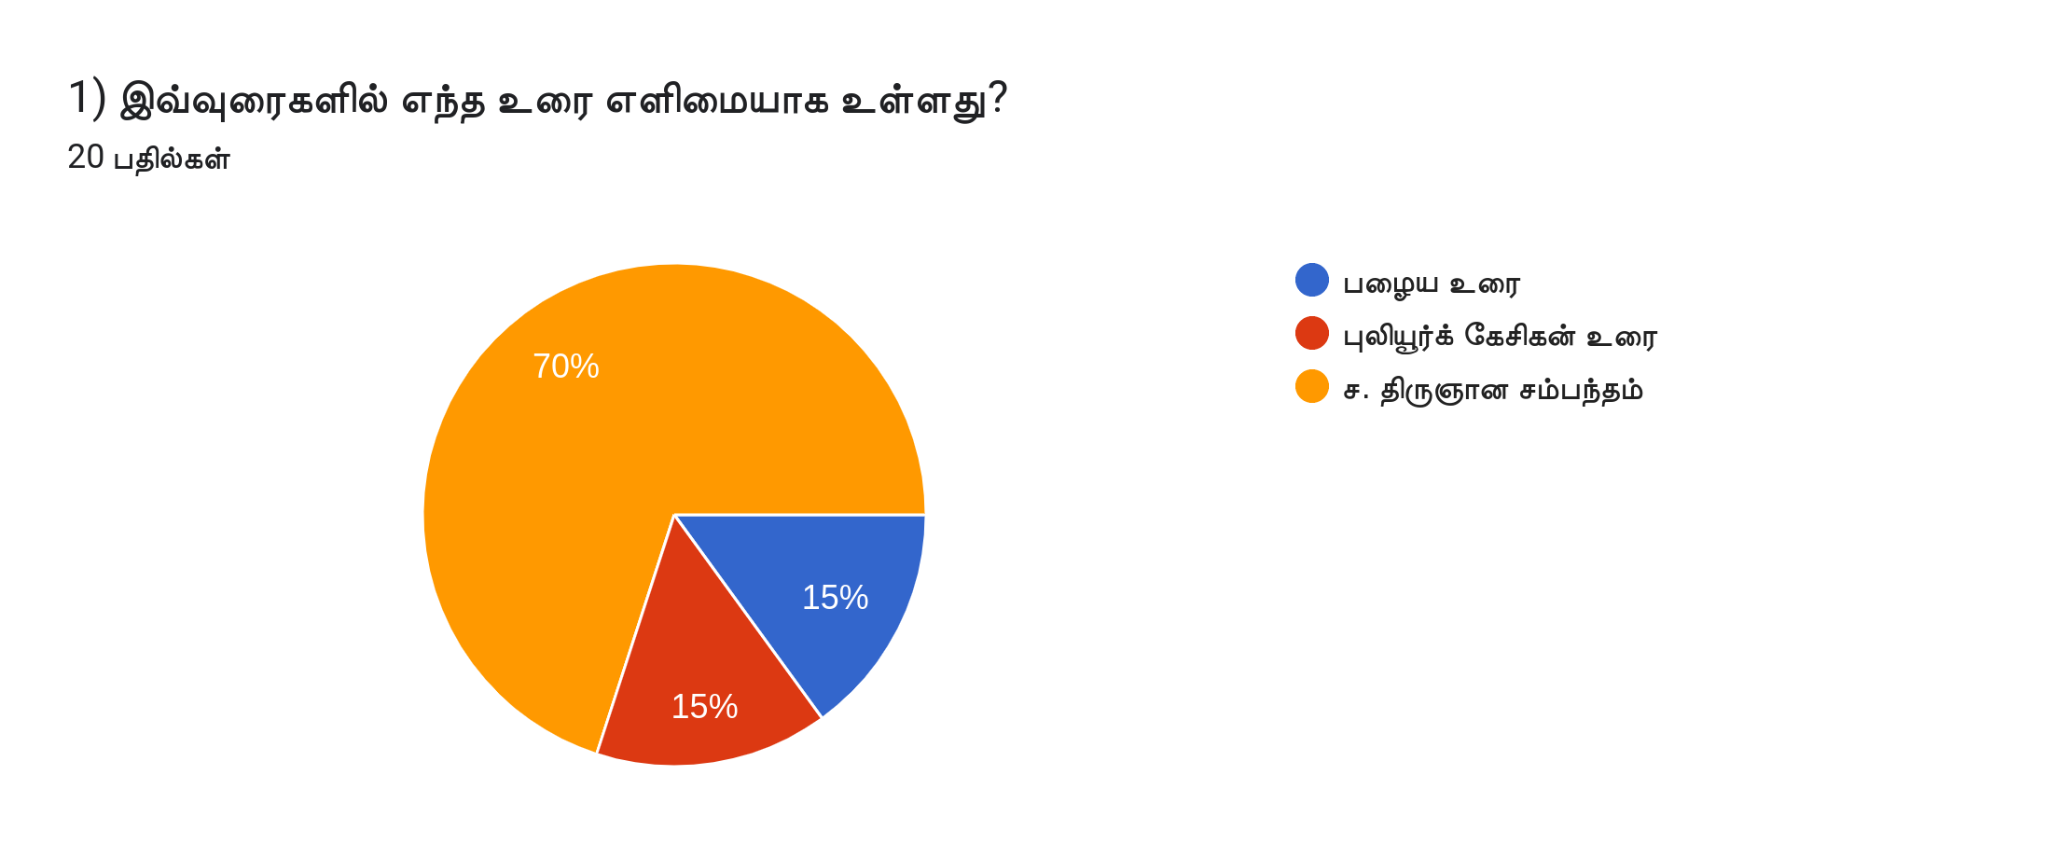 1) இவ்வுரைகளில் எந்த உரை எளிமையாக உள்ளது?
20 பதில்கள்
70%
15%
15%
பழைய உரை
புலியூர்க் கேசிகன் உரை
ச. திருஞான சம்பந்தம்